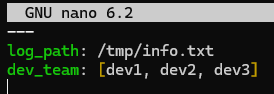 GNU nano 6.2
---
log_path: /tmp/info.txt
dev_team: [dev1, dev2, dev3]